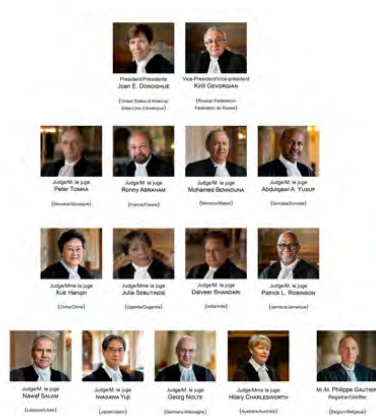 President/Présidente
Joan E. DONOGHUE
(United States of America/
Etats-Unis d'Amérique)
Vice-President/Vice-président
Kirill GEVORGIAN
(Russian Federation/
Fédération de Russie)
Judge/M. le juge
Peter TOMKA
(Slovakia/Slovaquie)
Judge/M. le juge
Ronny ABRAHAM
(France/France)
Judge/M. le juge
Mohamed BENNOUNA
(Morocco/Maroc)
Judge/M. le juge
Abdulqawi A. YUSUF
(Somalia/Somalie)
Judge/Mme la juge
XUE Hanqin
(China/Chine)
Judge/Mme la juge
Julia SEBUTINDE
(Uganda/Ouganda)
Judge/M. le juge
Dalveer BHANDARI
(India/Inde)
Judge/M. le juge
Patrick L. ROBINSON
(Jamaica/Jamaïque)
Judge/M. le juge
Nawaf SALAM
(Lebanon/Liban)
Judge/M. le juge
IWASAWA Yuji
(Japan/Japon)
Judge/M. le juge
Georg NOLTE
(Germany/Allemagne)
Judge/Mme la juge
Hilary CHARLESWORTH
(Australia/Australie)
Mr./M. Philippe GAUTIER
Registrar/Greffier
(Belgium/Belgique)